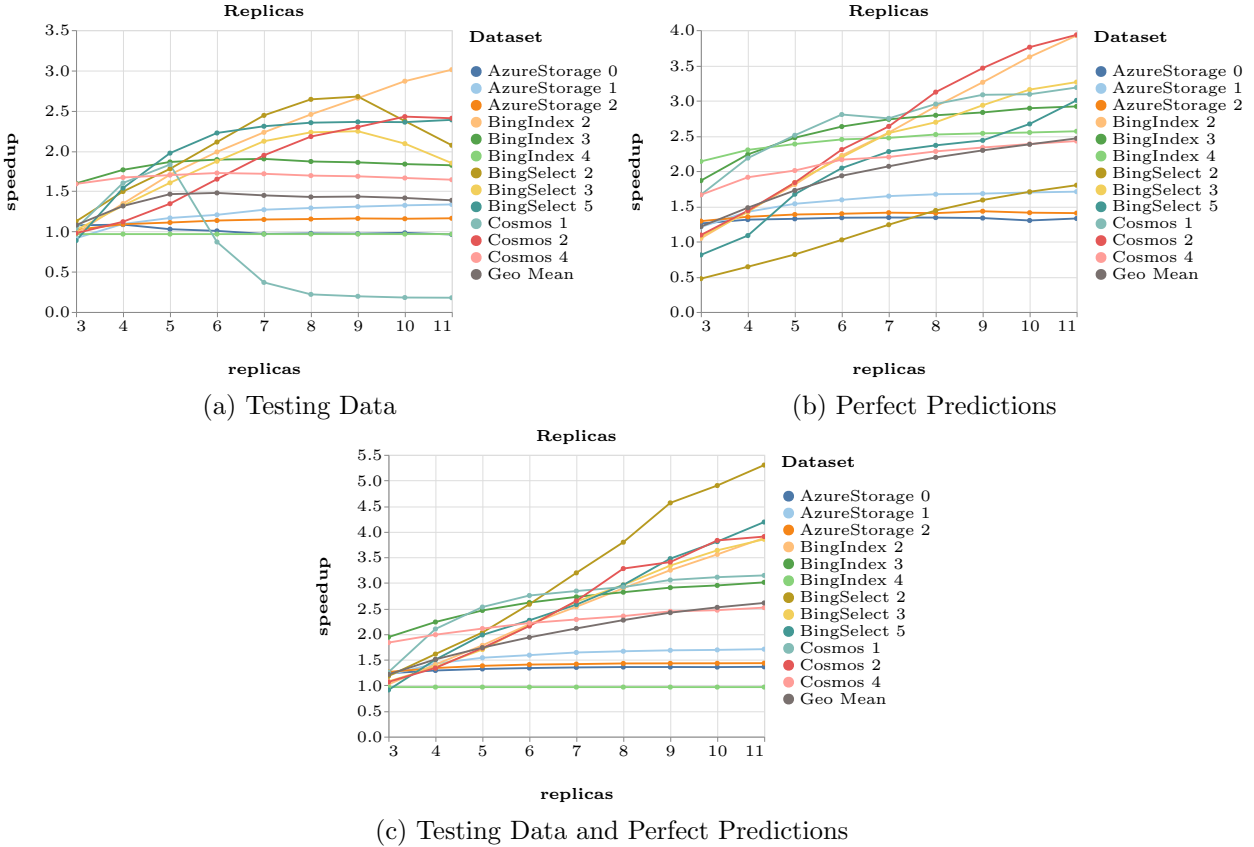 Replicas
speedup
3.5
3.0
2.5
2.0
1.5
1.0
0.5
0.0
3 4 5 6 7 8 9 10 11
replicas
Dataset
AzureStorage 0
AzureStorage 1
AzureStorage 2
BingIndex 2
BingIndex 3
BingIndex 4
BingSelect 2
BingSelect 3
BingSelect 5
Cosmos 1
Cosmos 2
Cosmos 4
Geo Mean
(a) Testing Data
Replicas
speedup
4.0
3.5
3.0
2.5
2.0
1.5
1.0
0.5
0.0
3 4 5 6 7 8 9 10 11
replicas
Dataset
AzureStorage 0
AzureStorage 1
AzureStorage 2
BingIndex 2
BingIndex 3
BingIndex 4
BingSelect 2
BingSelect 3
BingSelect 5
Cosmos 1
Cosmos 2
Cosmos 4
Geo Mean
(b) Perfect Predictions
Replicas
speedup
5.5
5.0
4.5
4.0
3.5
3.0
2.5
2.0
1.5
1.0
0.5
0.0
3 4 5 6 7 8 9 10 11
replicas
Dataset
AzureStorage 0
AzureStorage 1
AzureStorage 2
BingIndex 2
BingIndex 3
BingIndex 4
BingSelect 2
BingSelect 3
BingSelect 5
Cosmos 1
Cosmos 2
Cosmos 4
Geo Mean
(c) Testing Data and Perfect Predictions